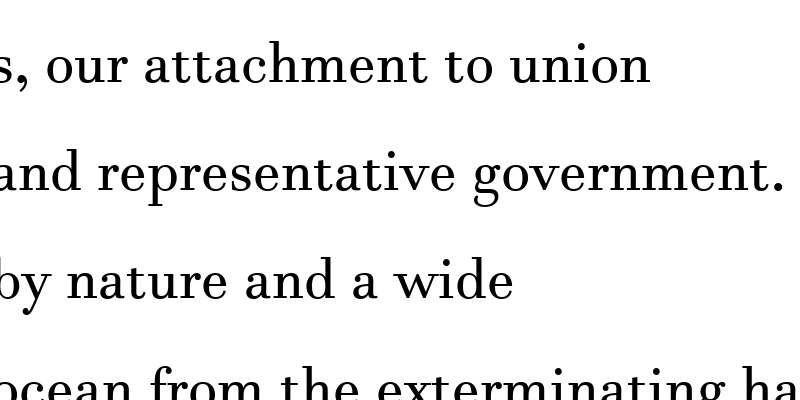 s, our attachment to union
and representative government.
by nature and a wide
ocean from the exterminating ha